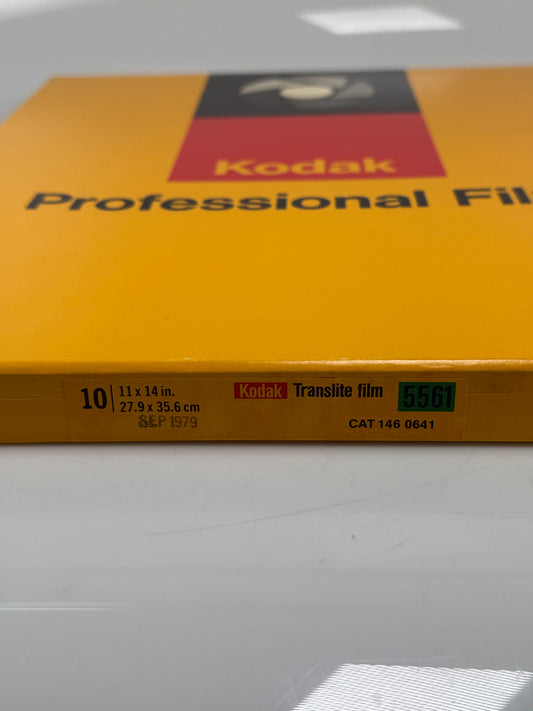 Kodak
Professional Fil
10 11 x 14 in.
27.9 x 35.6 cm
SEP 1979
Kodak Translite film 5561
CAT 146 0641